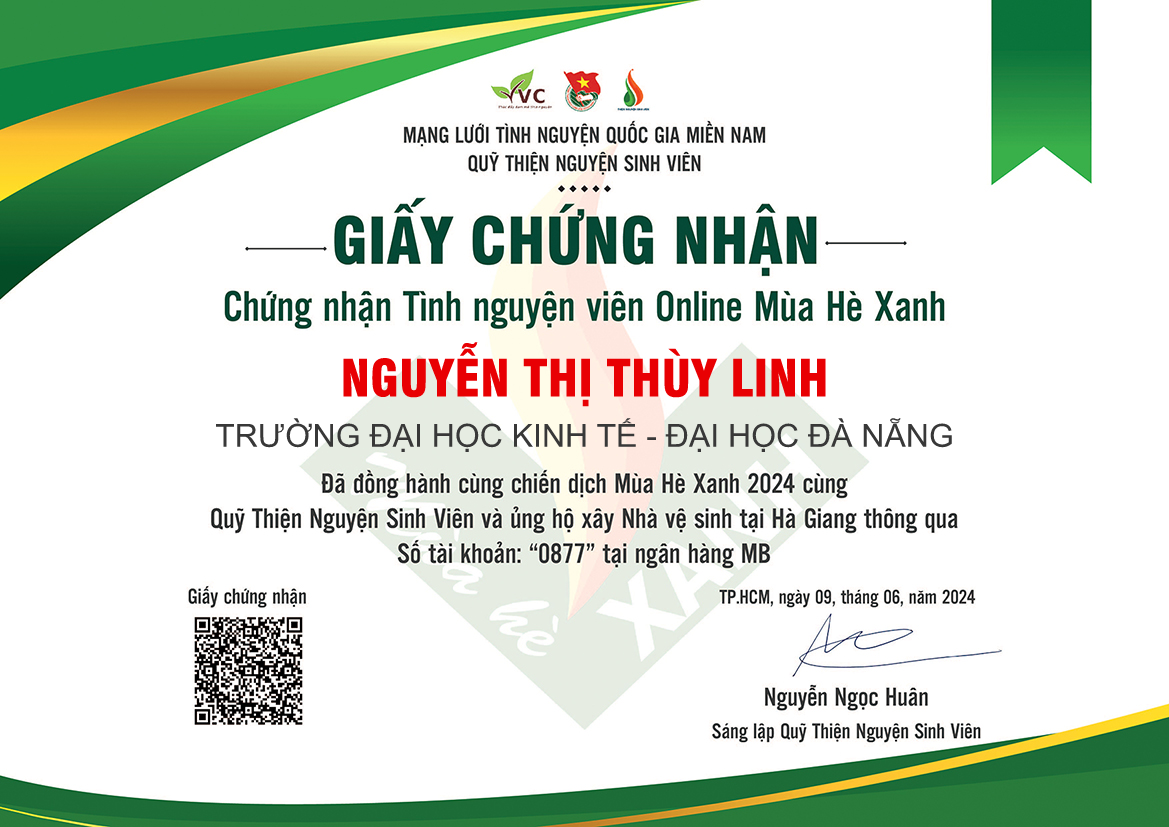 VC
MẠNG LƯỚI TÌNH NGUYỆN QUỐC GIA MIỀN NAM
QUỸ THIỆN NGUYỆN SINH VIÊN
GIẤY CHỨNG NHẬN
Chứng nhận Tình nguyện viên Online Mùa Hè Xanh
NGUYỄN THỊ THÙY LINH
TRƯỜNG ĐẠI HỌC KINH TẾ - ĐẠI HỌC ĐÀ NẴNG
Đã đồng hành cùng chiến dịch Mùa Hè Xanh 2024 cùng
Quỹ Thiện Nguyện Sinh Viên và ủng hộ xây Nhà vệ sinh tại Hà Giang thông qua
Số tài khoản: “0877” tại ngân hàng MB
Mùa hè
XANH
Giấy chứng nhận
TP.HCM, ngày 09, tháng 06, năm 2024
Nguyễn Ngọc Huân
Sáng lập Quỹ Thiện Nguyện Sinh Viên